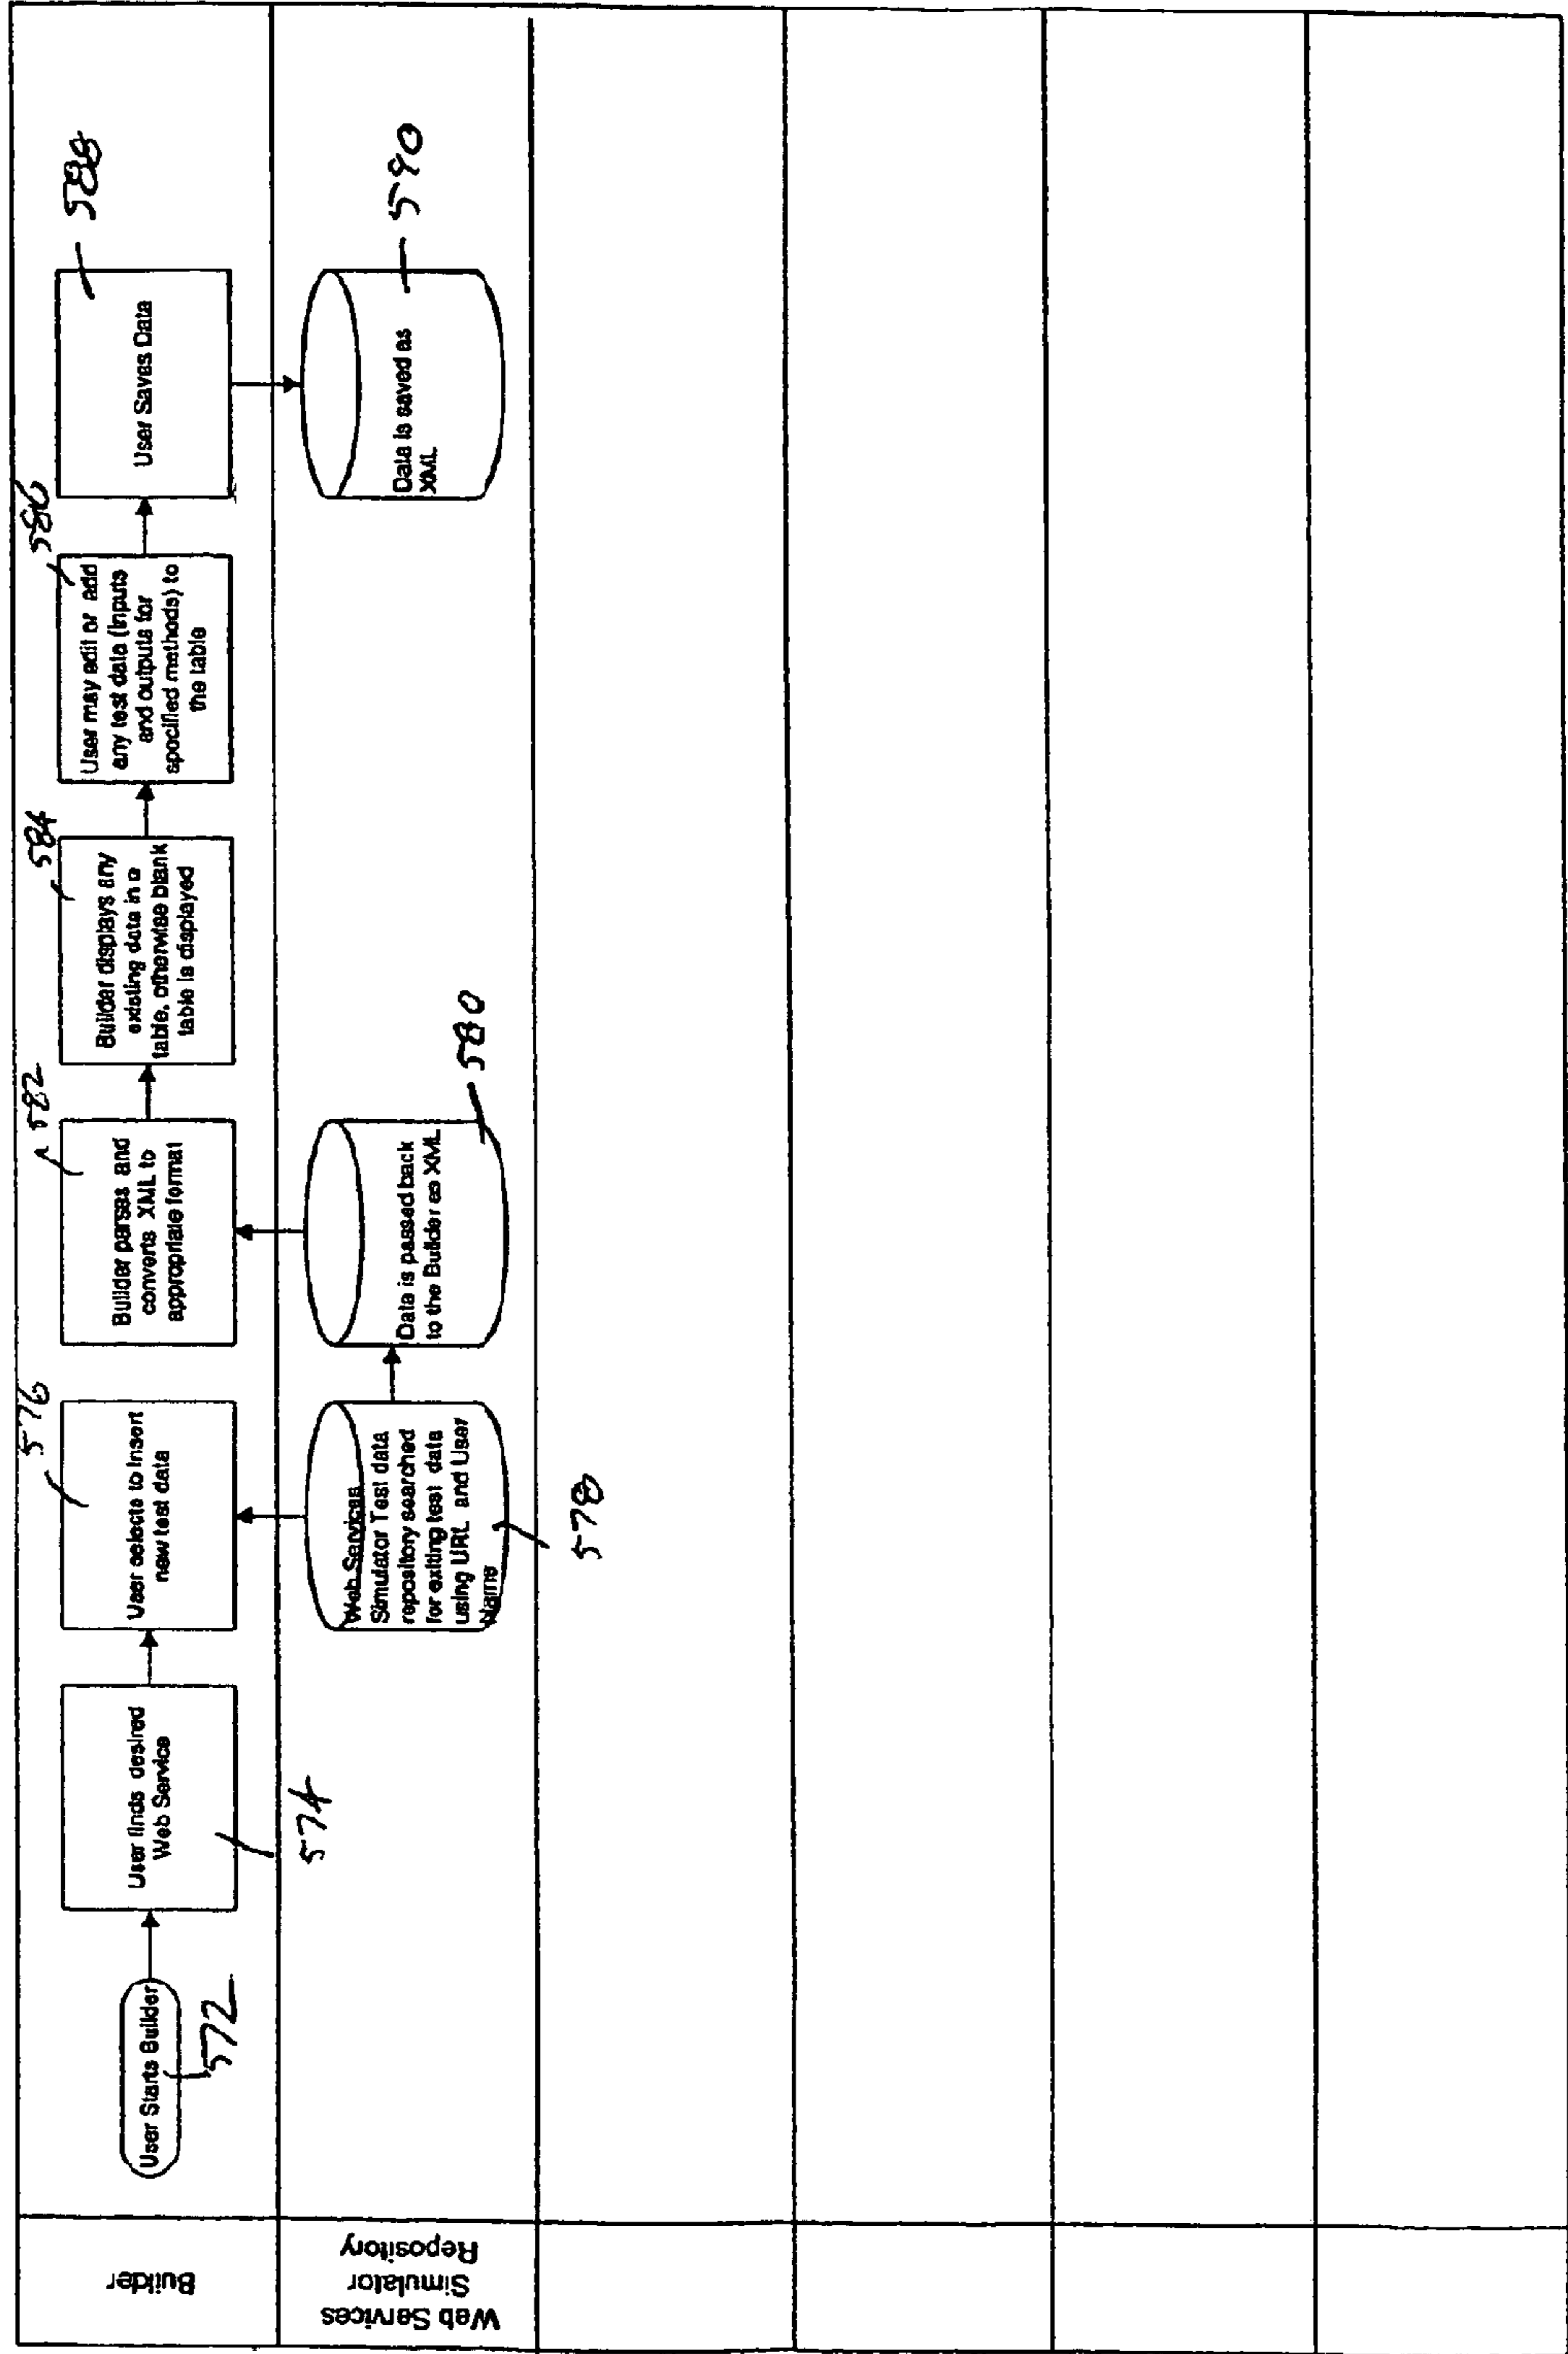 Builder
Web Services
Simulator
Repository
User Starts Builder
572
User finds desired
Web Service
574
User selects to Insert
new test data
576
Web Services
Simulator Test data
repository searched
for exiting test data
using URL and User
Name
578
Data is passed back
to the Builder as XML
580
Builder parses and
converts XML to
appropriate format
582
Builder displays any
existing data in a
table, otherwise blank
table is displayed
584
User may edit or add
any test data (Inputs
and outputs for
specified methods) to
the table
586
User Saves Data
588
Data is saved as
XML
590